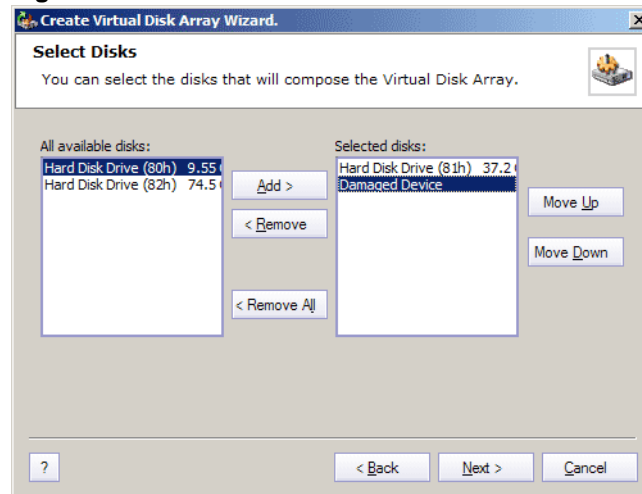 Create Virtual Disk Array Wizard.
Select Disks
You can select the disks that will compose the Virtual Disk Array.
All available disks:
Hard Disk Drive (80h) 9.55
Hard Disk Drive (82h) 74.5
Add >
< Remove
< Remove All
Selected disks:
Hard Disk Drive (81h) 37.2
Damaged Device
Move Up
Move Down
?
< Back
Next >
Cancel